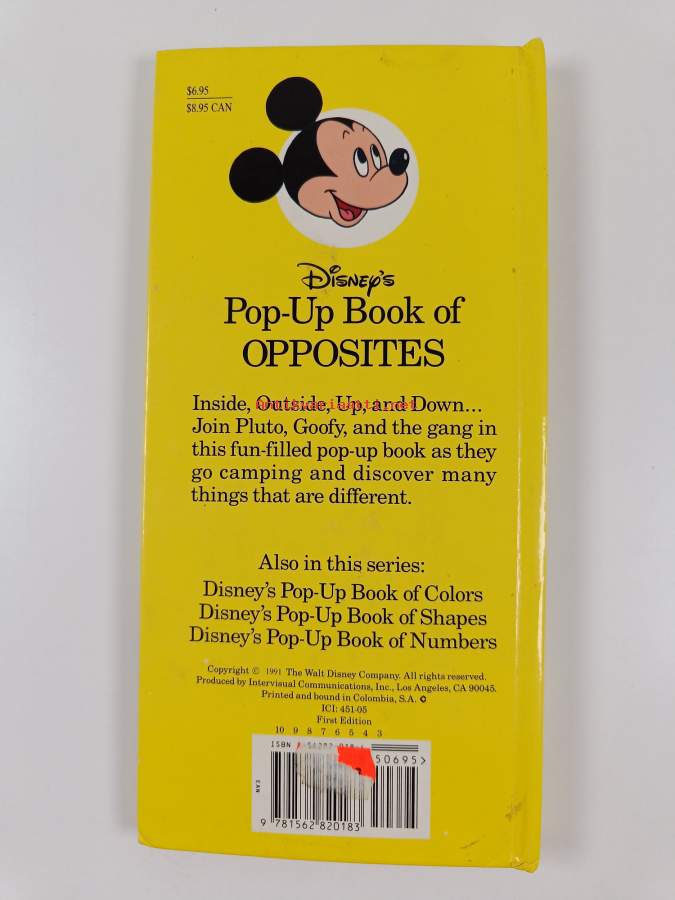 $6.95
$8.95 CAN
Disney's
Pop-Up Book of
OPPOSITES
Inside, Outside, Up, and Down...
antikvariaatti.net
Join Pluto, Goofy, and the gang in
this fun-filled pop-up book as they
go camping and discover many
things that are different.
Also in this series:
Disney's Pop-Up Book of Colors
Disney's Pop-Up Book of Shapes
Disney's Pop-Up Book of Numbers
Copyright © 1991 The Walt Disney Company. All rights reserved.
Produced by Intervisual Communications, Inc., Los Angeles, CA 90045.
Printed and bound in Colombia, S.A.
ICI: 451-05
First Edition
10 9 8 7 6 5 4 3
ISBN
50695>
EAN
9 781562 820183